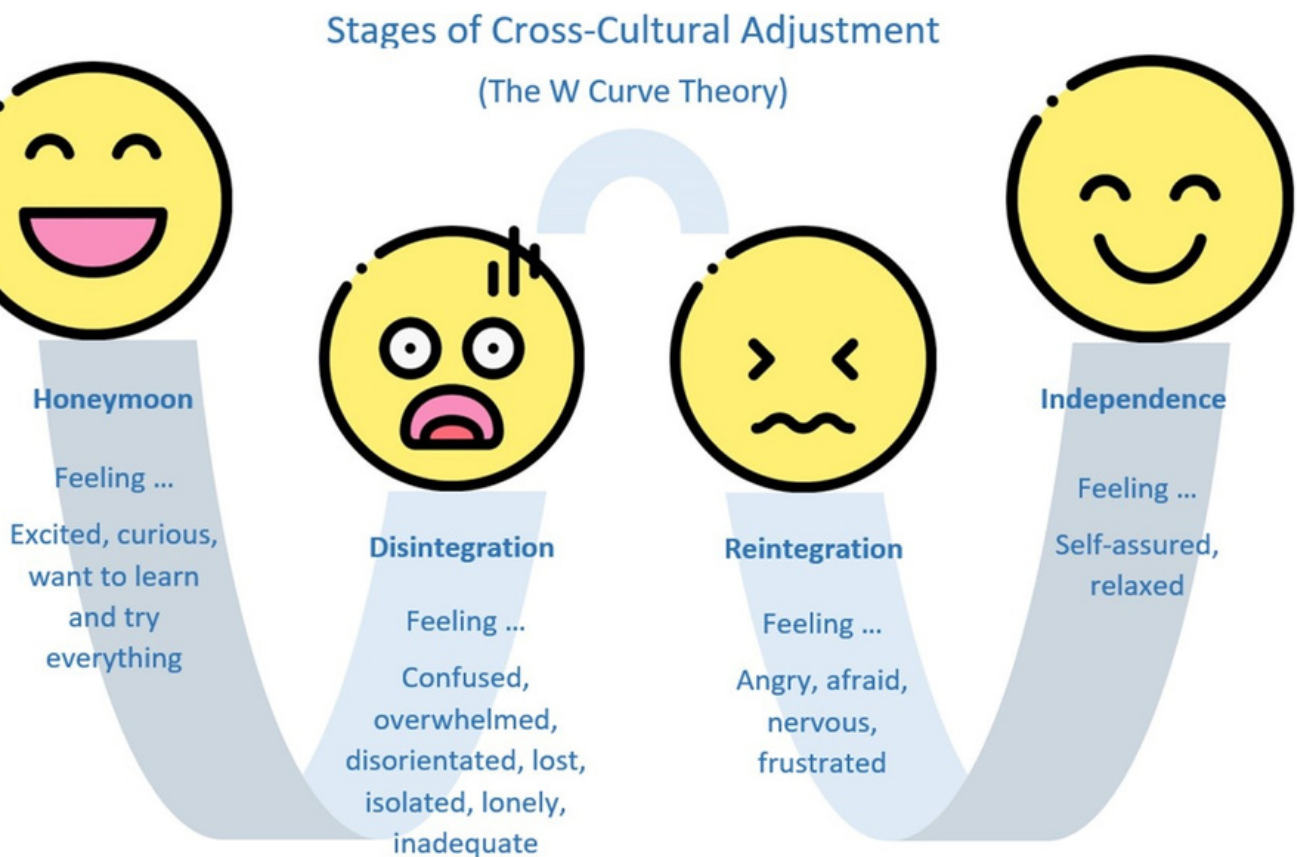 Stages of Cross-Cultural Adjustment
(The W Curve Theory)
Honeymoon
Feeling ...
Excited, curious,
want to learn
and try
everything
Disintegration
Feeling ...
Confused,
overwhelmed,
disorientated, lost,
isolated, lonely,
inadequate
Reintegration
Feeling ...
Angry, afraid,
nervous,
frustrated
Independence
Feeling ...
Self-assured,
relaxed